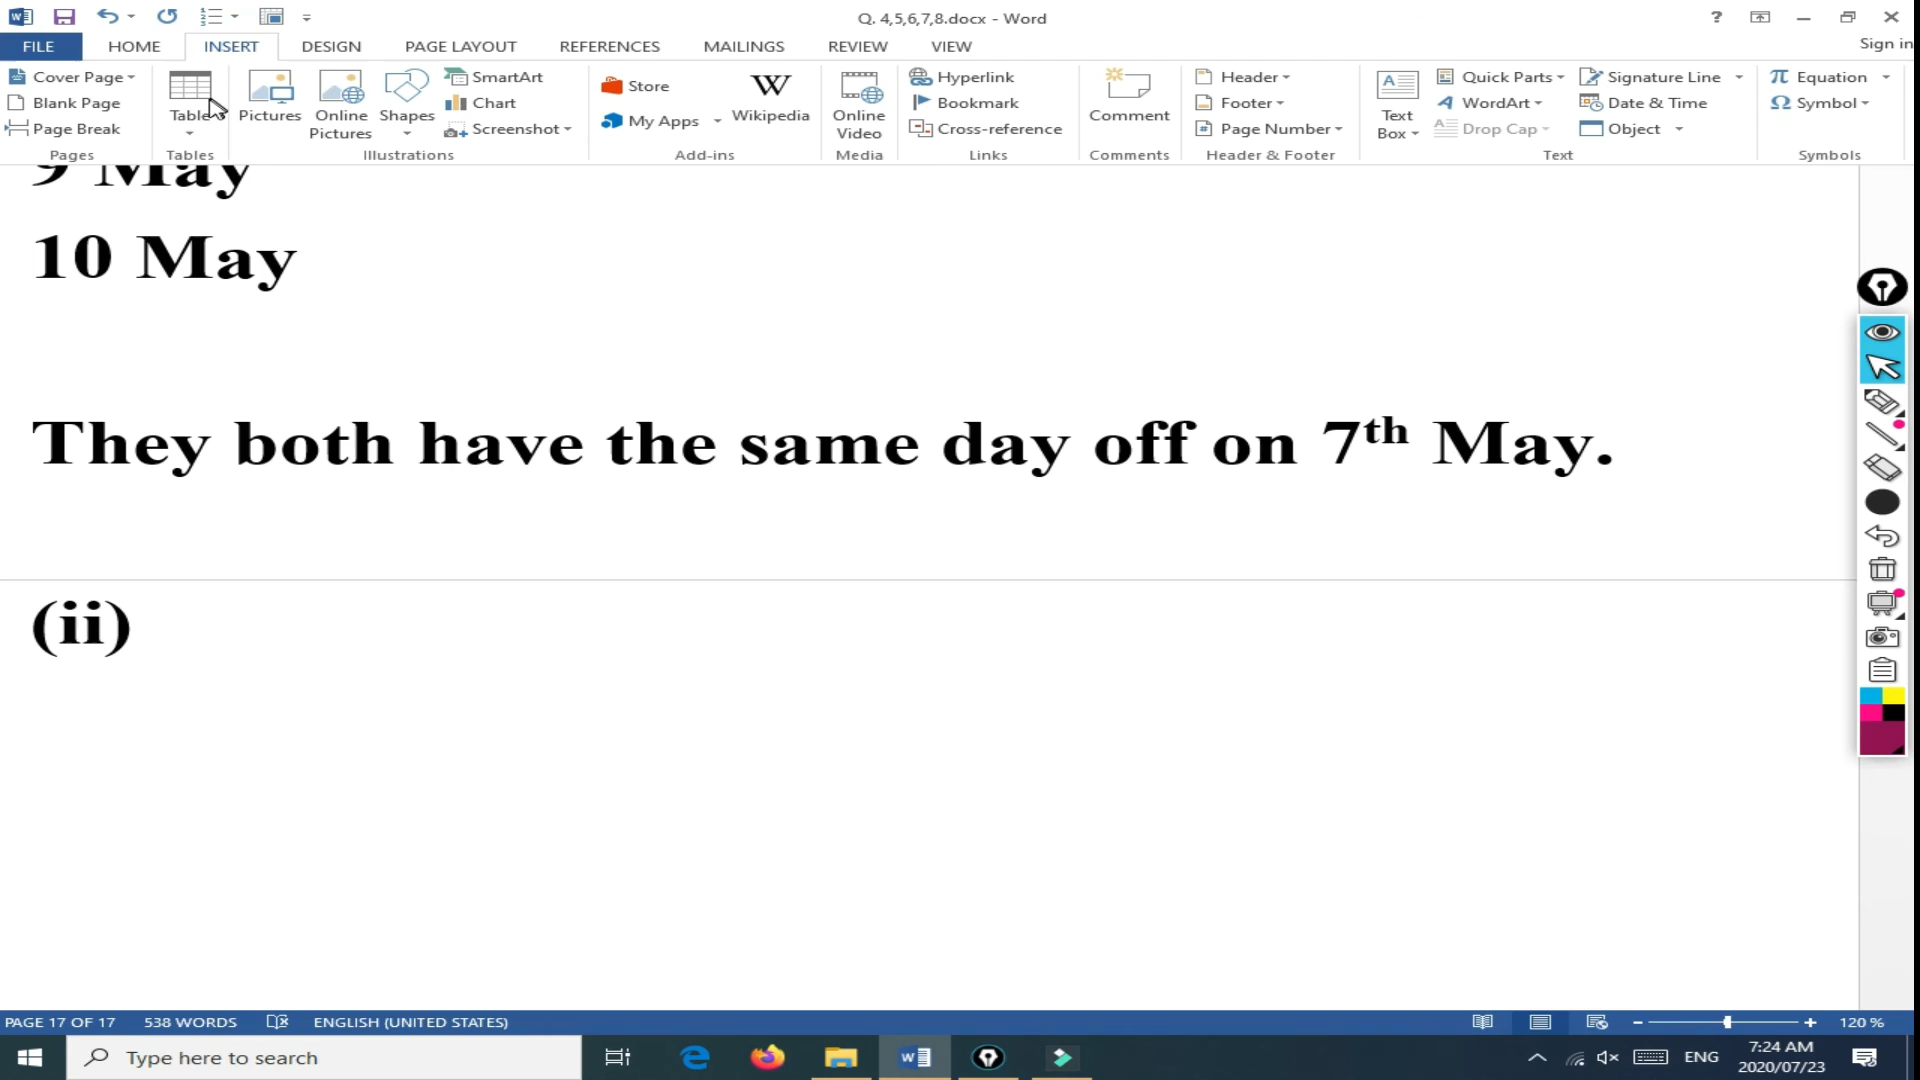 Q. 4,5,6,7,8.docx - Word
?
FILE HOME INSERT DESIGN PAGE LAYOUT REFERENCES MAILINGS REVIEW VIEW Sign in
Cover Page
Blank Page
Page Break
Pages
Table
Tables
Pictures
Online Pictures
Shapes
SmartArt
Chart
Screenshot
Illustrations
Store
My Apps
W
Wikipedia
Add-ins
Online Video
Media
Hyperlink
Bookmark
Cross-reference
Links
Comment
Comments
Header
Footer
Page Number
Header & Footer
Text Box
Quick Parts
WordArt
Drop Cap
Signature Line
Date & Time
Object
Text
π Equation
Ω Symbol
Symbols
9 May
10 May
They both have the same day off on 7th May.
(ii)
PAGE 17 OF 17 538 WORDS ENGLISH (UNITED STATES) 120 %
Type here to search
ENG
7:24 AM
2020/07/23